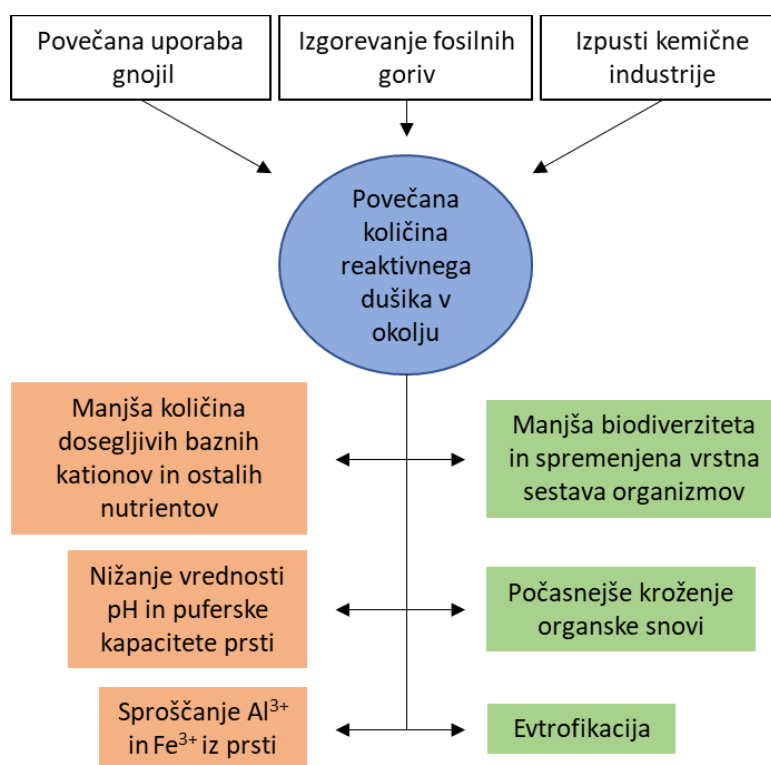 Povečana uporaba
gnojil
Izgorevanje fosilnih
goriv
Izpusti kemične
industrije
Povečana
količina
reaktivnega
dušika v
okolju
Manjša količina
dosegljivih baznih
kationov in ostalih
nutrientov
Manjša biodiverziteta
in spremenjena vrstna
sestava organizmov
Nižanje vrednosti
pH in puferske
kapacitete prsti
Počasnejše kroženje
organske snovi
Sproščanje Al³⁺
in Fe³⁺ iz prsti
Evtrofikacija